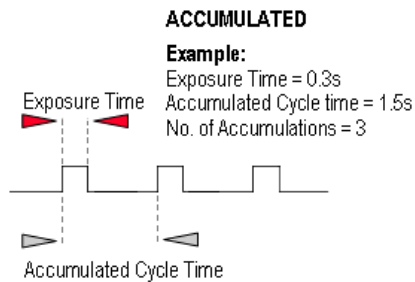 ACCUMULATED
Example:
Exposure Time = 0.3s
Accumulated Cycle time = 1.5s
No. of Accumulations = 3
Exposure Time
Accumulated Cycle Time